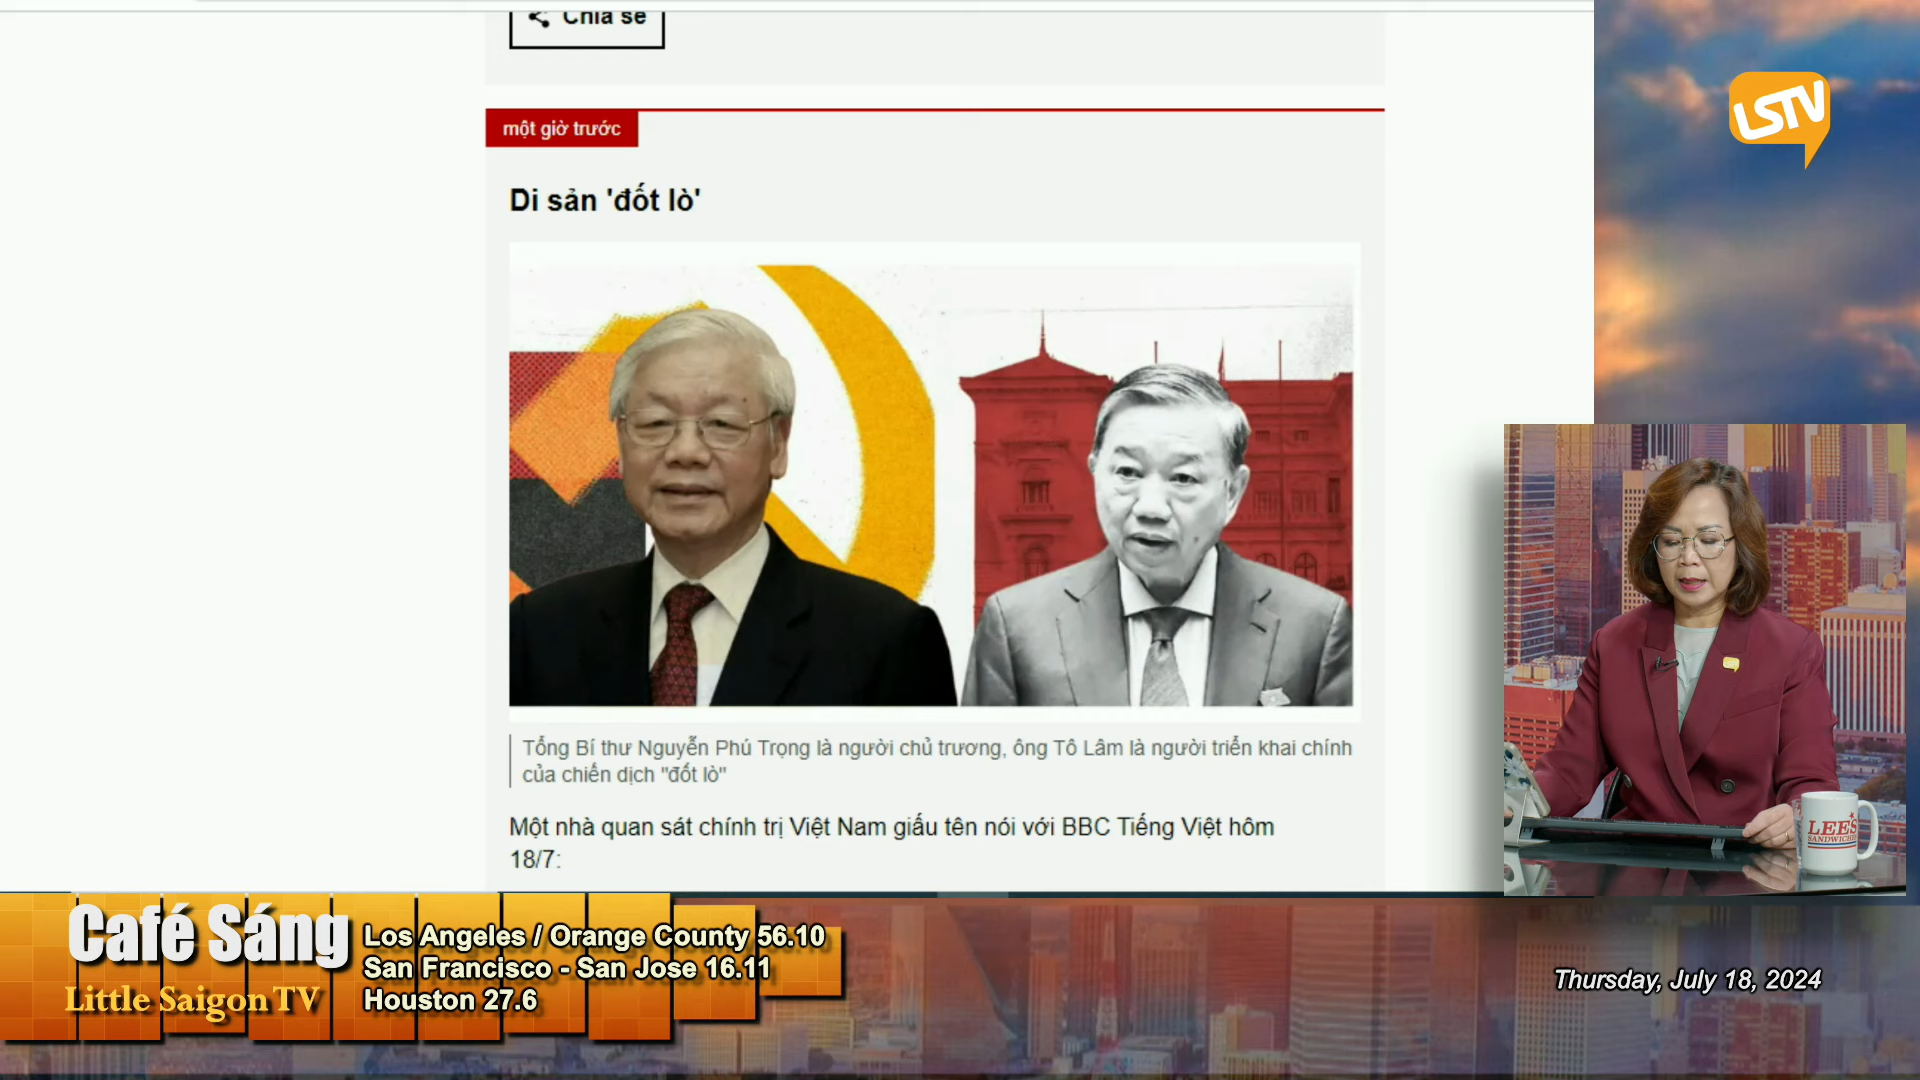 Chia sẻ
một giờ trước
Di sản 'đốt lò'
Tổng Bí thư Nguyễn Phú Trọng là người chủ trương, ông Tô Lâm là người triển khai chính
của chiến dịch "đốt lò"
Một nhà quan sát chính trị Việt Nam giấu tên nói với BBC Tiếng Việt hôm
18/7:
LSTV
LEE'S
SANDWICHES
Café Sáng
Little Saigon TV
Los Angeles / Orange County 56.10
San Francisco - San Jose 16.11
Houston 27.6
Thursday, July 18, 2024